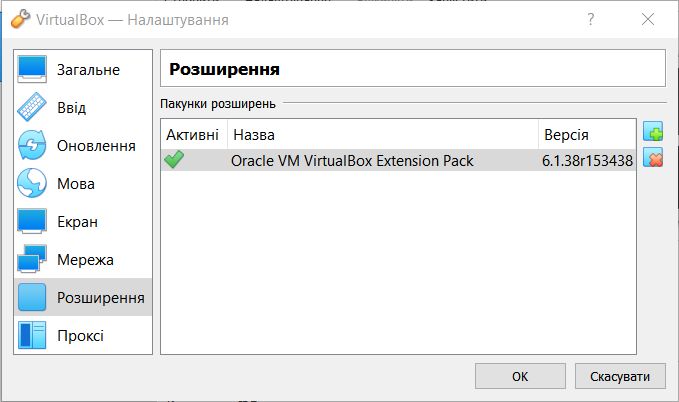 VirtualBox — Налаштування
?
Загальне
Ввід
Оновлення
Мова
Екран
Мережа
Розширення
Проксі
Розширення
Пакунки розширень
Активні Назва Версія
Oracle VM VirtualBox Extension Pack 6.1.38r153438
OK Скасувати